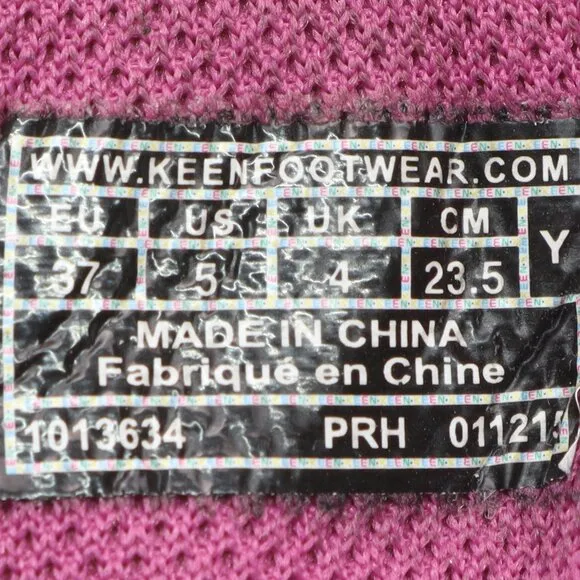 WWW.KEENFOOTWEAR.COM
EU US UK CM Y
37 5 4 23.5
MADE IN CHINA
Fabriqué en Chine
1013634 PRH